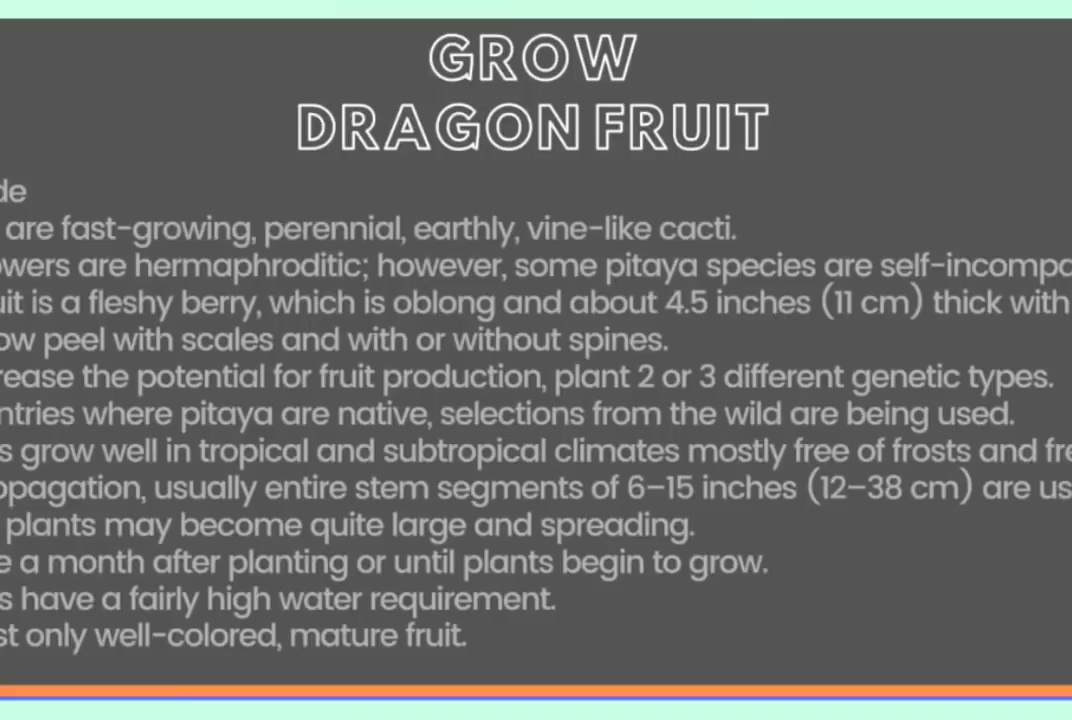 GROW
DRAGON FRUIT
de
are fast-growing, perennial, earthly, vine-like cacti.
owers are hermaphroditic; however, some pitaya species are self-incompa
uit is a fleshy berry, which is oblong and about 4.5 inches (11 cm) thick with
ow peel with scales and with or without spines.
rease the potential for fruit production, plant 2 or 3 different genetic types.
ntries where pitaya are native, selections from the wild are being used.
s grow well in tropical and subtropical climates mostly free of frosts and fre
opagation, usually entire stem segments of 6–15 inches (12–38 cm) are us
plants may become quite large and spreading.
e a month after planting or until plants begin to grow.
s have a fairly high water requirement.
st only well-colored, mature fruit.